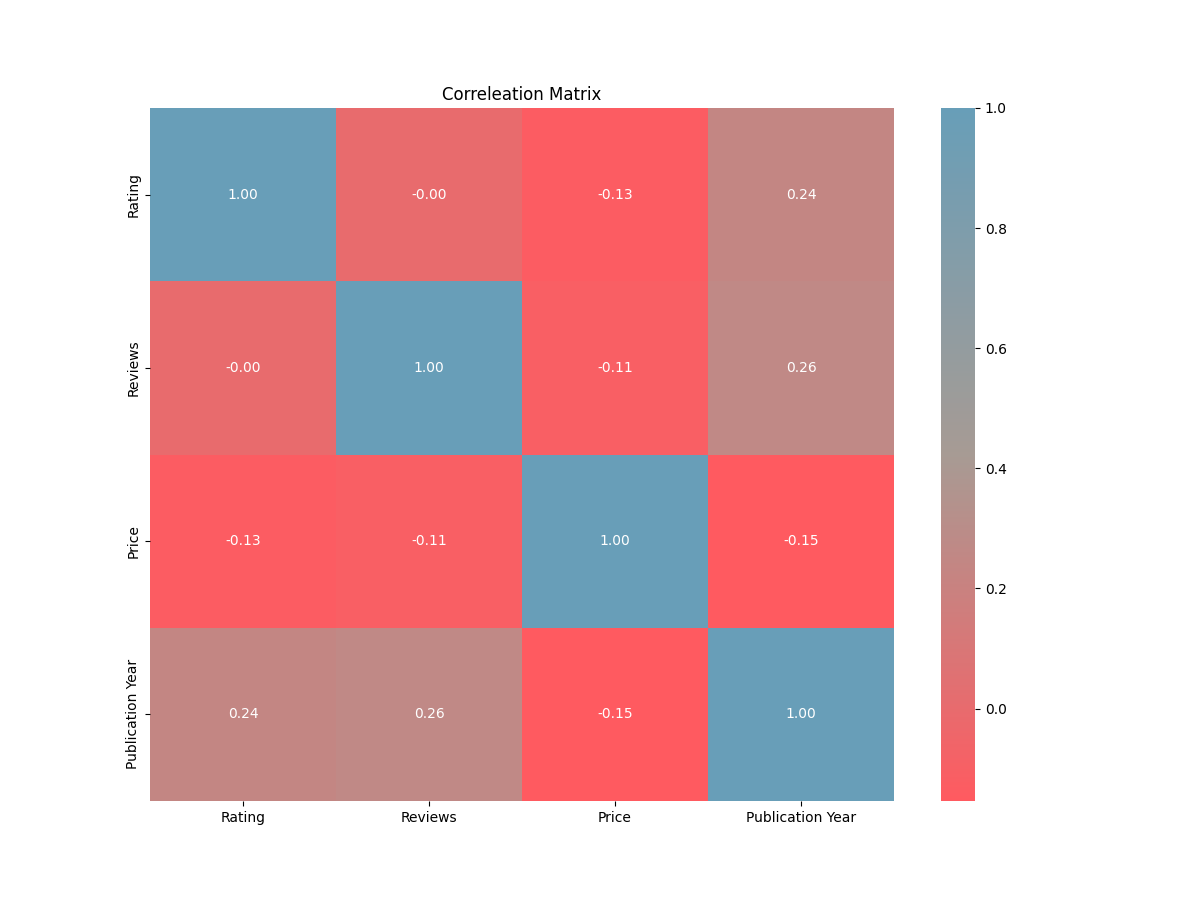 Correleation Matrix
Rating
1.00
-0.00
-0.13
0.24
Reviews
-0.00
1.00
-0.11
0.26
Price
-0.13
-0.11
1.00
-0.15
Publication Year
0.24
0.26
-0.15
1.00
Rating
Reviews
Price
Publication Year
1.0
0.8
0.6
0.4
0.2
0.0